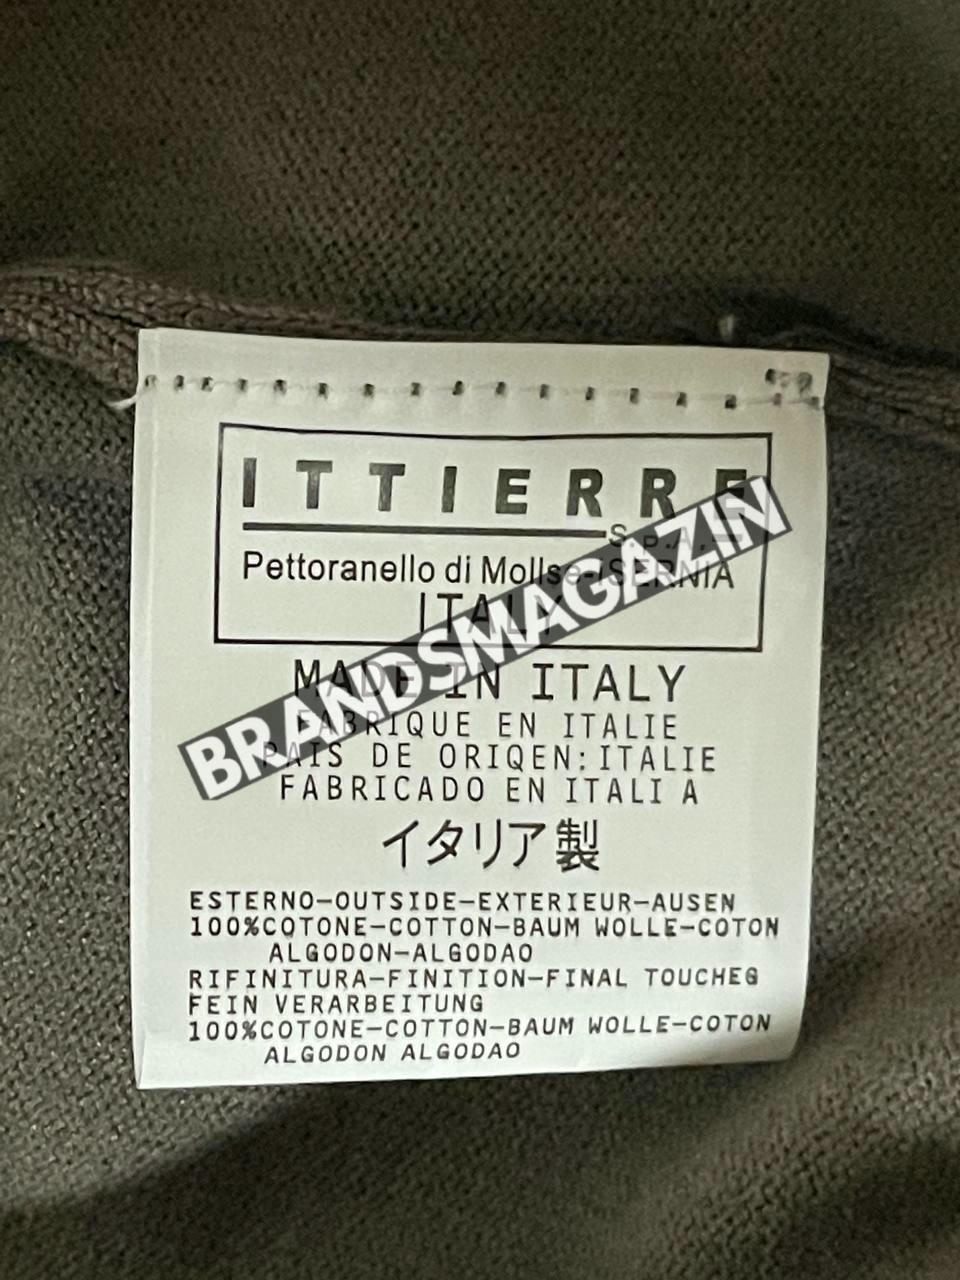 ITTIERRE
S.p.A.
Pettoranello di Mollse-ISERNIA
ITALY
MADE IN ITALY
FABRIQUE EN ITALIE
PAIS DE ORIQEN:ITALIE
FABRICADO EN ITALI A
イタリア製
ESTERNO-OUTSIDE-EXTERIEUR-AUSEN
100%COTONE-COTTON-BAUM WOLLE-COTON
ALGODON-ALGODAO
RIFINITURA-FINITION-FINAL TOUCHEG
FEIN VERARBEITUNG
100%COTONE-COTTON-BAUM WOLLE-COTON
ALGODON ALGODAO
BRANDSMAGAZIN